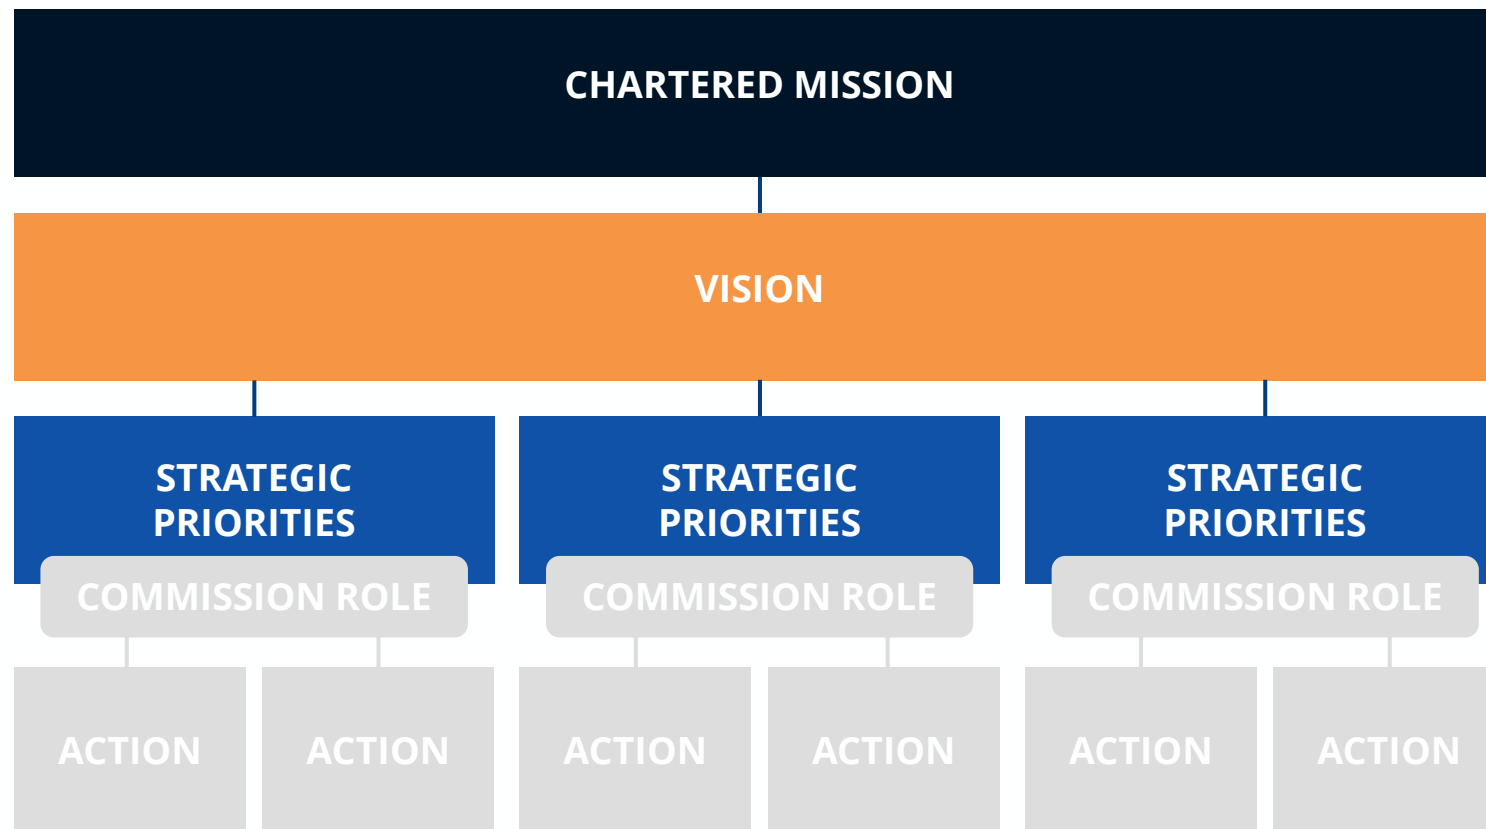 CHARTERED MISSION
VISION
STRATEGIC
PRIORITIES
STRATEGIC
PRIORITIES
STRATEGIC
PRIORITIES
COMMISSION ROLE
COMMISSION ROLE
COMMISSION ROLE
ACTION
ACTION
ACTION
ACTION
ACTION
ACTION